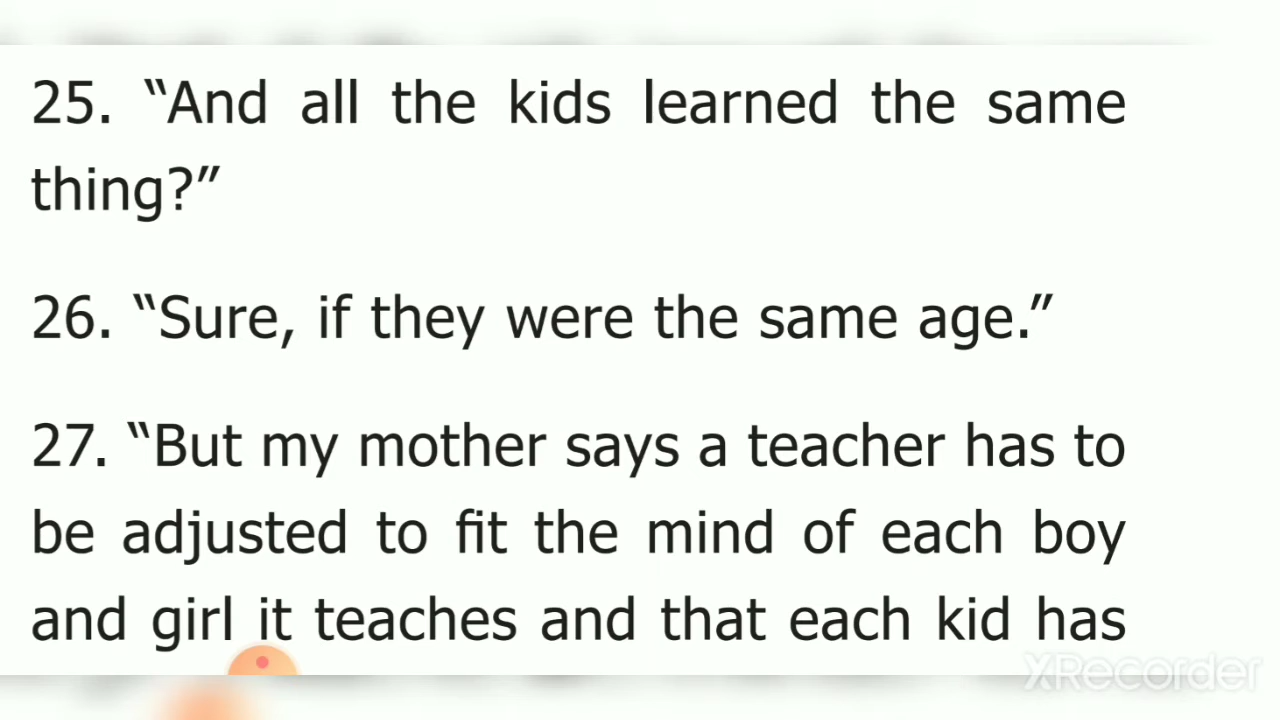 25. “And all the kids learned the same
thing?”
26. “Sure, if they were the same age.”
27. “But my mother says a teacher has to
be adjusted to fit the mind of each boy
and girl it teaches and that each kid has
XRecorder